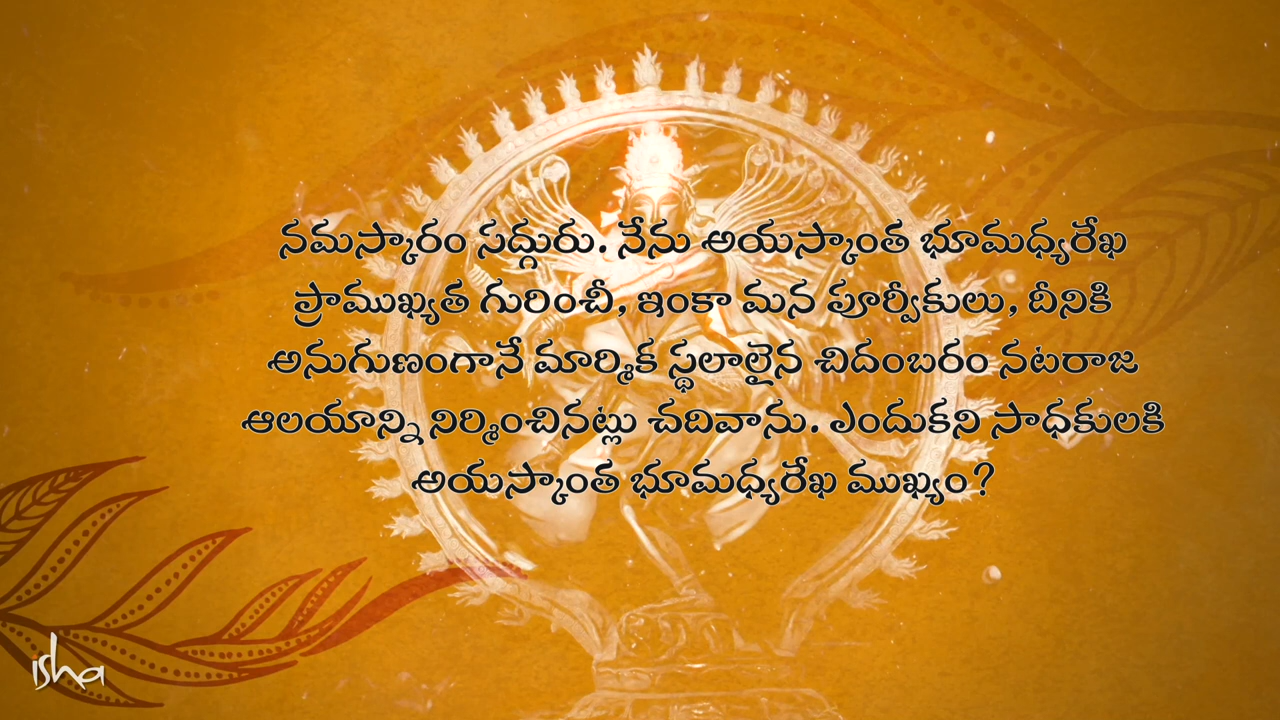 నమస్కారం సద్గురు. నేను అయస్కాంత భూమధ్యరేఖ
ప్రాముఖ్యత గురించీ, ఇంకా మన పూర్వీకులు, దీనికి
అనుగుణంగానే మార్మిక స్థలాలైన చిదంబరం నటరాజ
ఆలయాన్ని నిర్మించినట్లు చదివాను. ఎందుకని సాధకులకి
అయస్కాంత భూమధ్యరేఖ ముఖ్యం?
isha